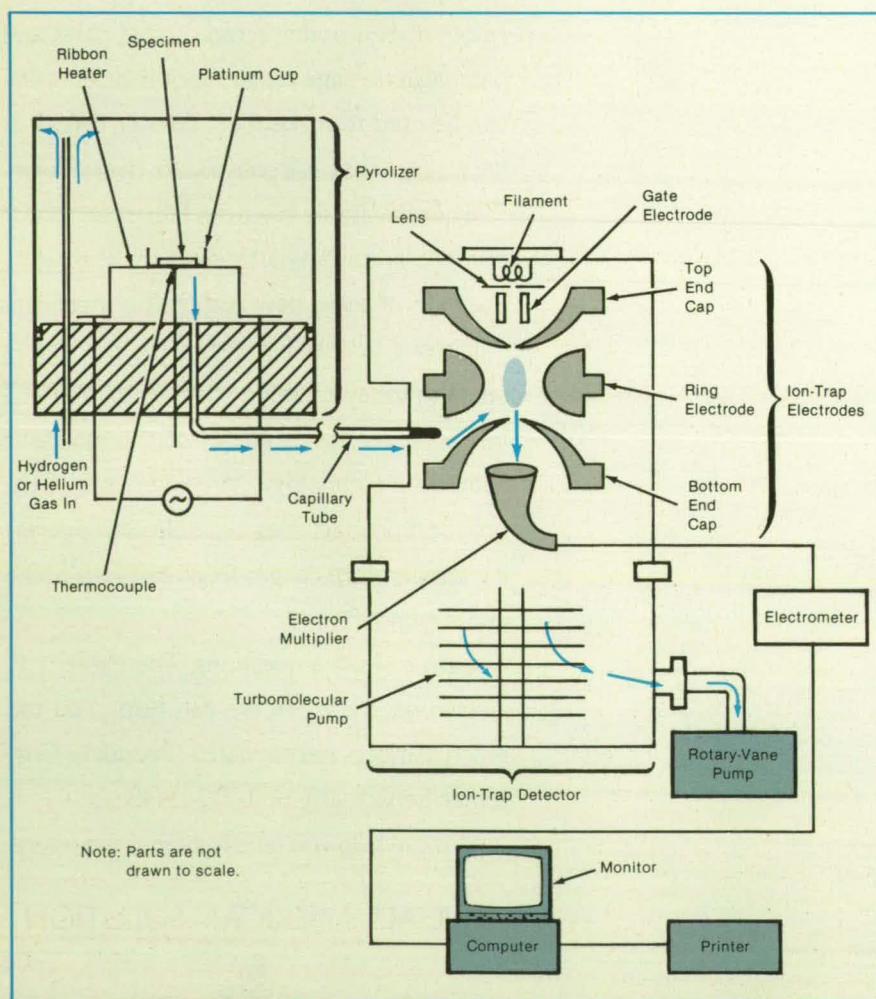 Specimen
Ribbon
Heater
Platinum Cup
Pyrolizer
Filament
Gate
Electrode
Lens
Top
End
Cap
Ring
Electrode
Ion-Trap
Electrodes
Hydrogen
or Helium
Gas In
Capillary
Tube
Bottom
End
Cap
Thermocouple
Electron
Multiplier
Electrometer
Turbomolecular
Pump
Rotary-Vane
Pump
Ion-Trap Detector
Note: Parts are not
drawn to scale.
Monitor
Computer
Printer